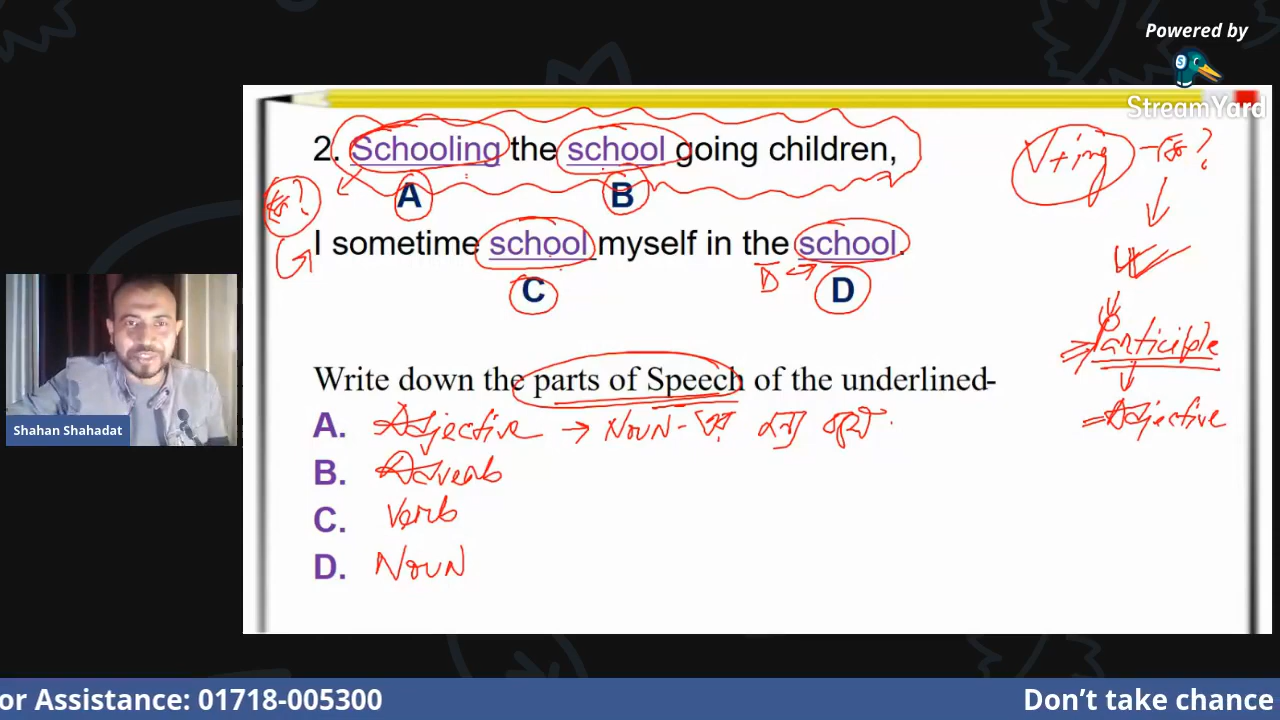 Powered by
StreamYard
2. Schooling the school going children,
A B
V+ing
I sometime school myself in the school.
C D
D
Participle
Adjective
Write down the parts of Speech of the underlined-
A. Adjective → Noun-
B. Adverb
C. Verb
D. Noun
Shahan Shahadat
or Assistance: 01718-005300
Don't take chance